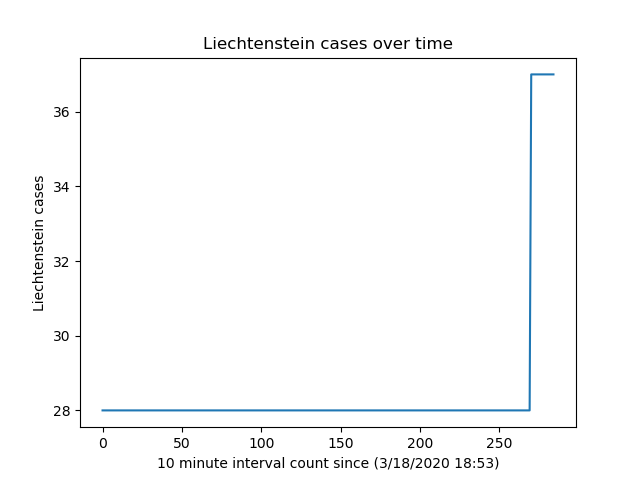 Liechtenstein cases over time
36
34
32
30
28
Liechtenstein cases
0 50 100 150 200 250
10 minute interval count since (3/18/2020 18:53)